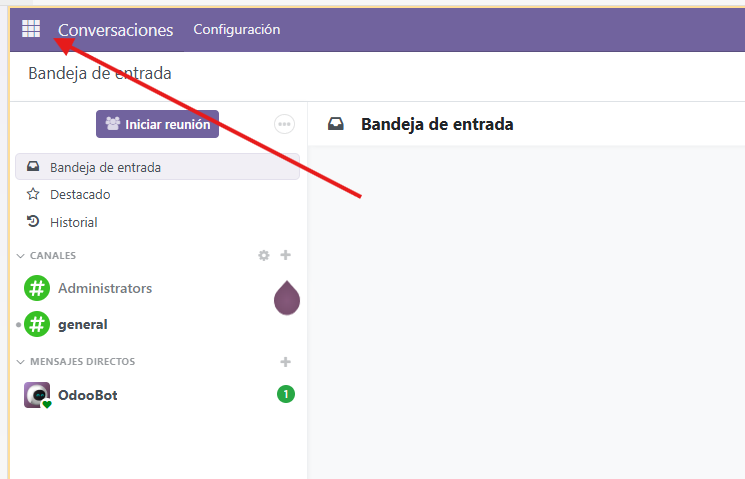 Conversaciones Configuración
Bandeja de entrada
Iniciar reunión
Bandeja de entrada
Bandeja de entrada
Destacado
Historial
CANALES
Administrators
general
MENSAJES DIRECTOS
OdooBot 1